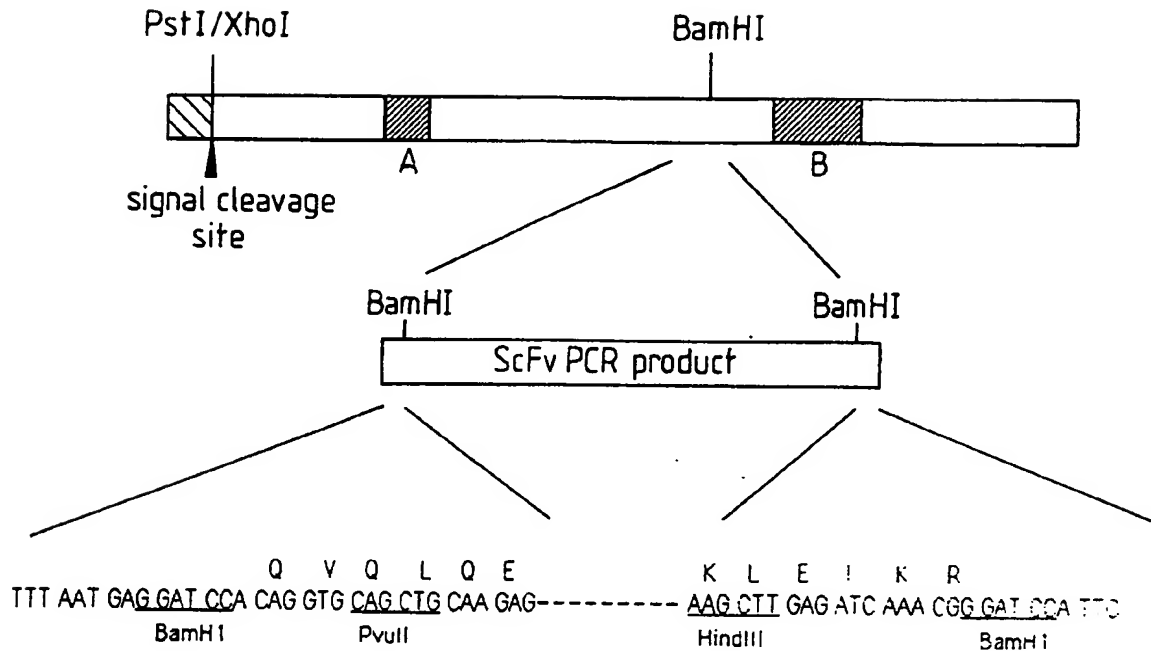 PstI/XhoI BamHI
A B
signal cleavage
site
BamHI BamHI
ScFv PCR product
Q V Q L Q E K L E I K R
TTT AAT GAG GAT CCA CAG GTG CAG CTG CAA GAG----------- AAG CTT GAG ATC AAA CGG GAT CCA TTC
BamHI PvuII HindIII BamHI